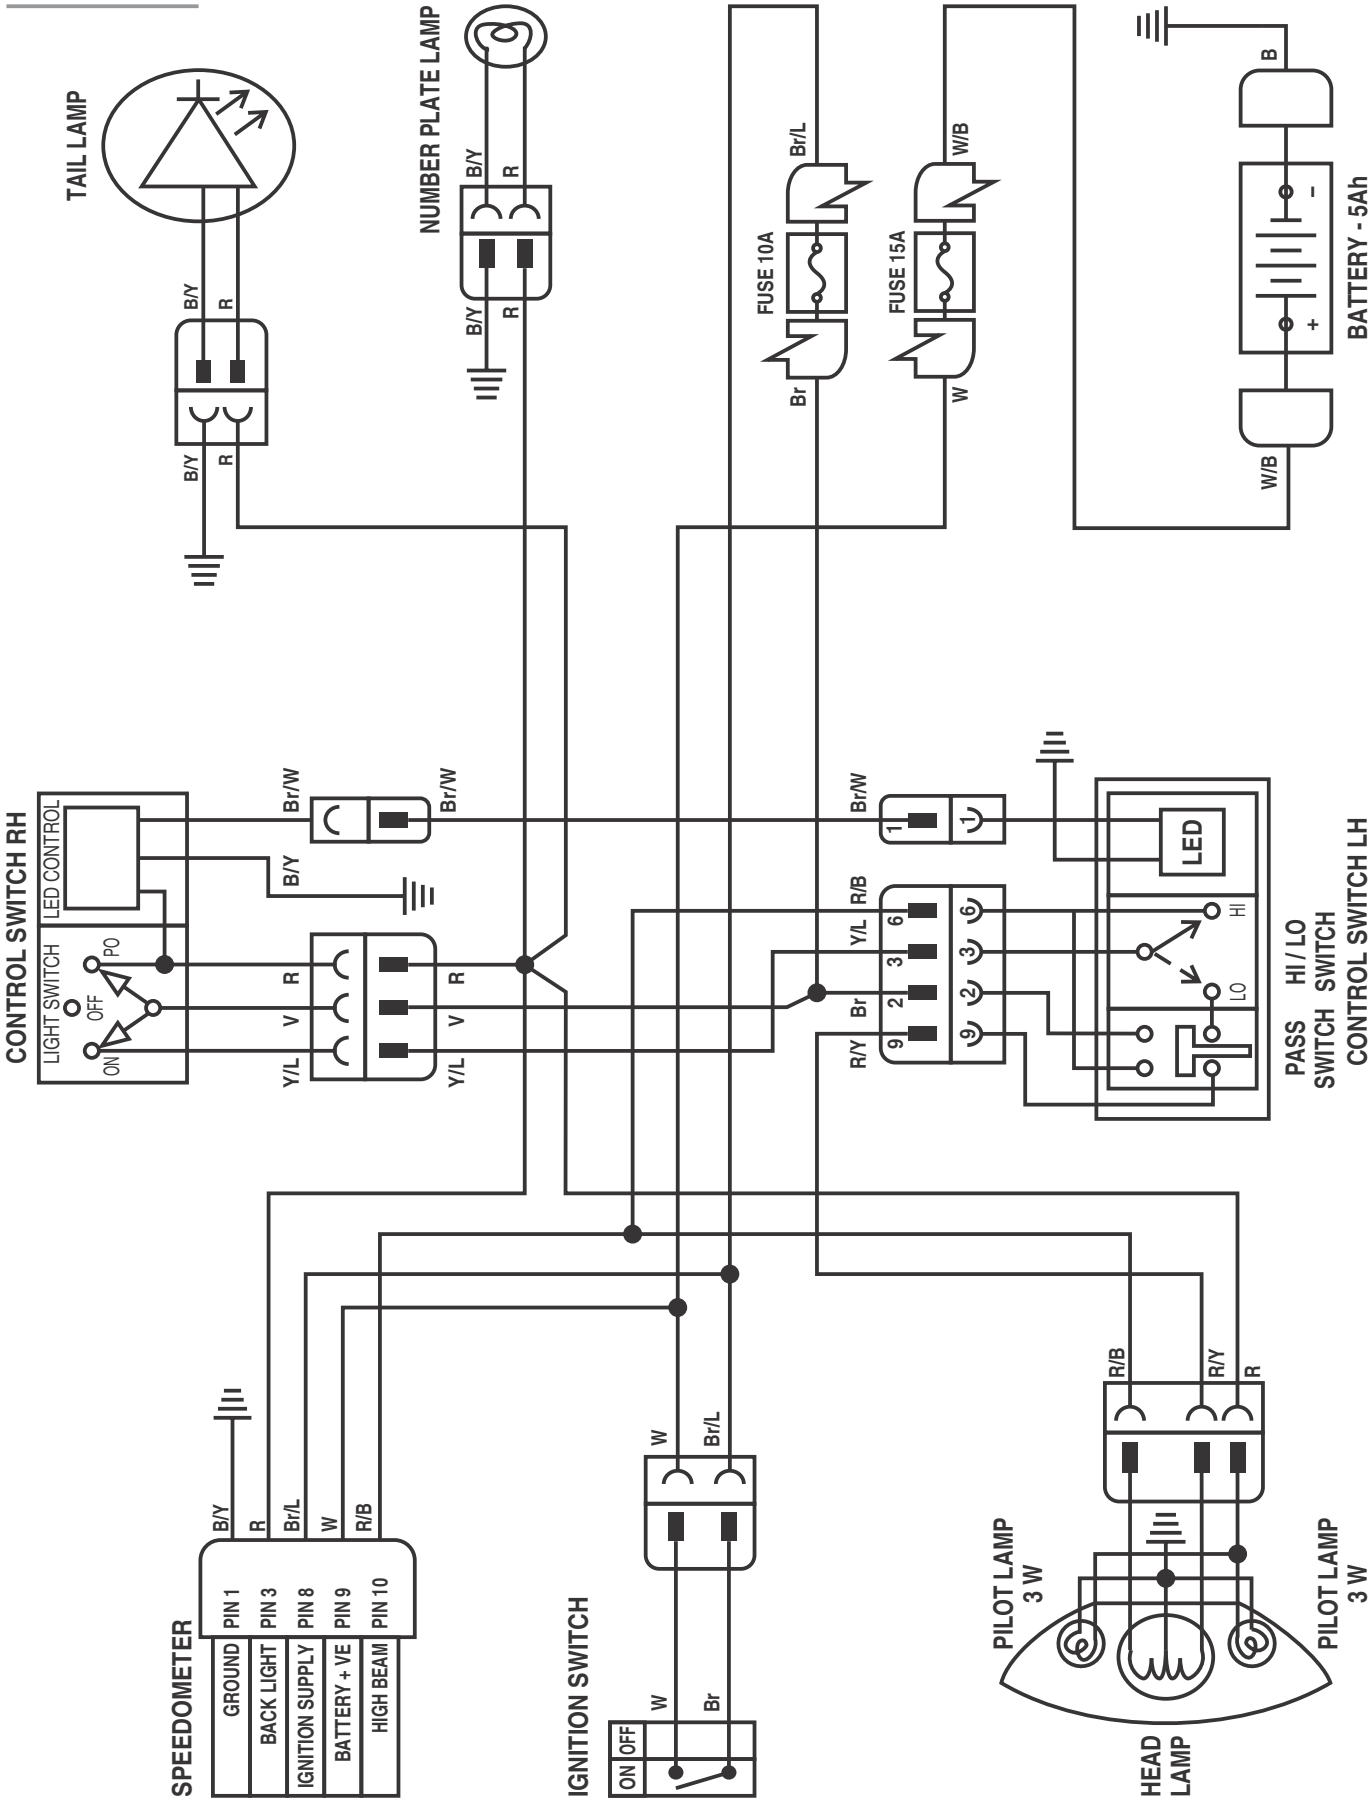 TAIL LAMP
B/Y
R
B/Y
R
NUMBER PLATE LAMP
B/Y
R
B/Y
R
Br/L
FUSE 10A
Br
W/B
FUSE 15A
W
B
–
+
BATTERY - 5Ah
W/B
CONTROL SWITCH RH
LED CONTROL
LIGHT SWITCH
PO
OFF
ON
Br/W
B/Y
R
V
Y/L
Br/W
R
V
Y/L
Br/W
1
1
R/B
6
6
Y/L
3
3
Br
2
2
R/Y
9
9
LED
HI
LO
PASS
SWITCH
HI / LO
SWITCH
CONTROL SWITCH LH
SPEEDOMETER
GROUND
PIN 1
B/Y
BACK LIGHT
PIN 3
R
IGNITION SUPPLY
PIN 8
Br/L
BATTERY + VE
PIN 9
W
HIGH BEAM
PIN 10
R/B
IGNITION SWITCH
ON
OFF
W
Br
W
Br/L
R/B
R/Y
R
PILOT LAMP
3 W
PILOT LAMP
3 W
HEAD
LAMP